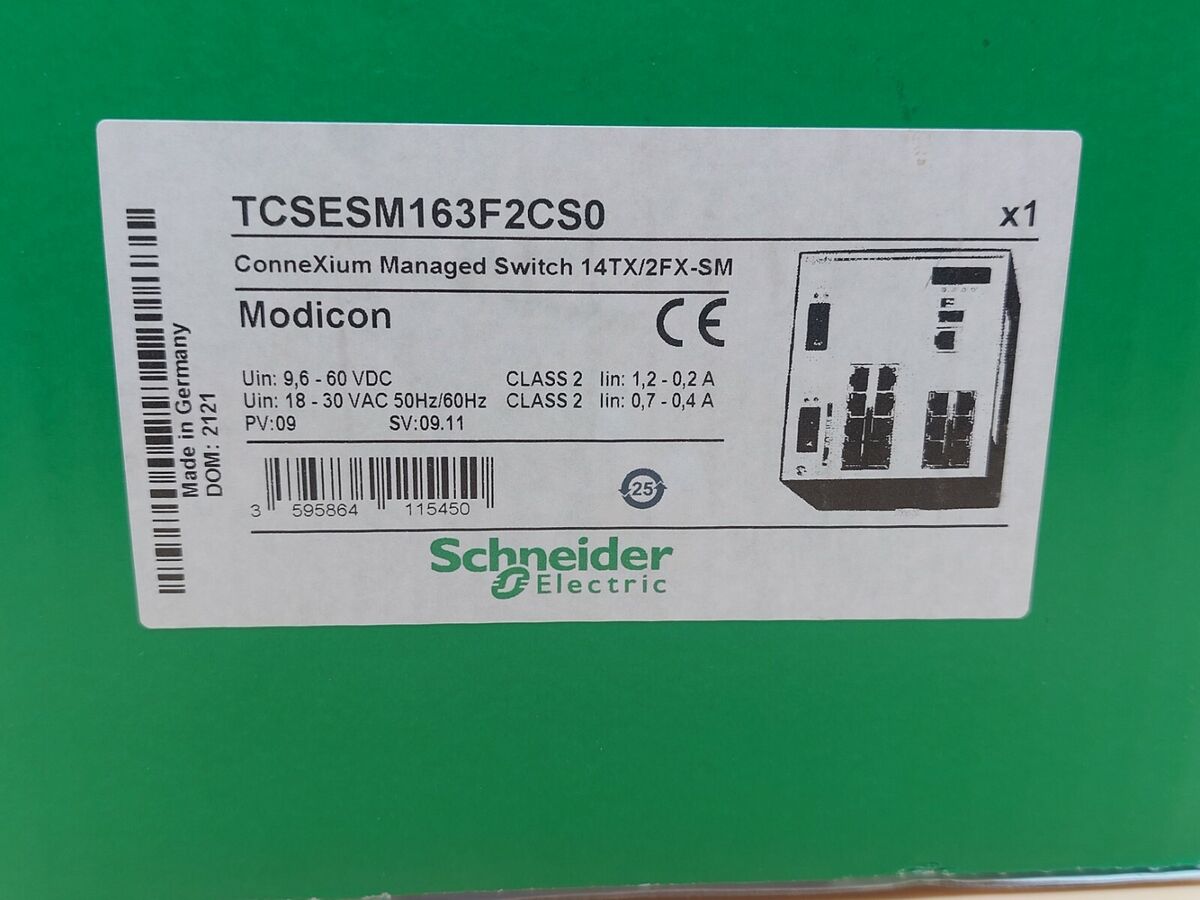 TCSESM163F2CS0 x1
ConneXium Managed Switch 14TX/2FX-SM
Modicon CE
Uin: 9,6 - 60 VDC CLASS 2 Iin: 1,2 - 0,2 A
Uin: 18 - 30 VAC 50Hz/60Hz CLASS 2 Iin: 0,7 - 0,4 A
PV:09 SV:09.11
3 595864 115450
25
Schneider
Electric
Made in Germany
DOM: 2121